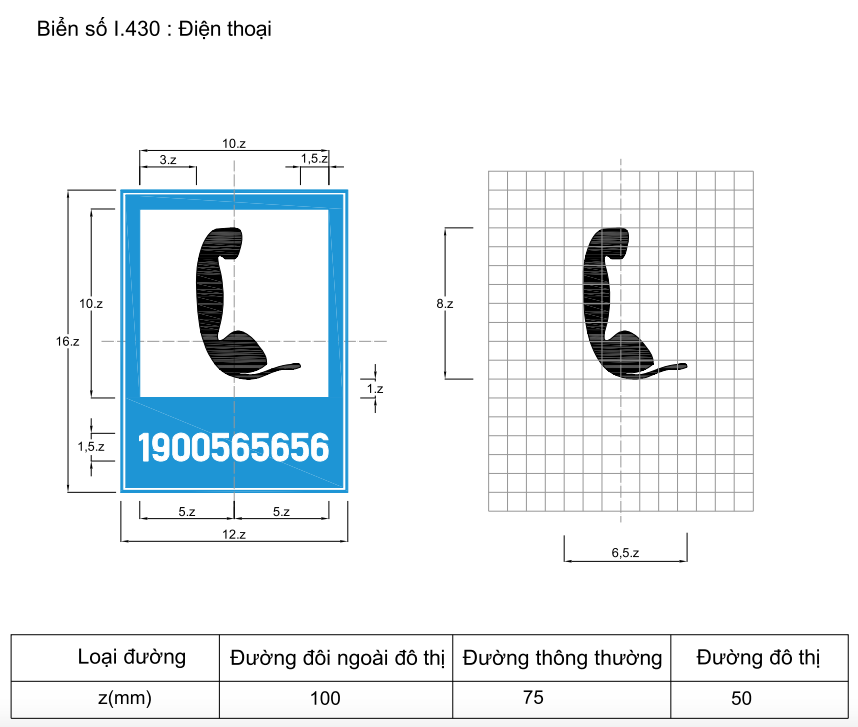 Biển số I.430 : Điện thoại
10.z
3.z
1,5.z
10.z
16.z
8.z
1.z
1,5.z
1900565656
5.z
5.z
12.z
6,5.z
Loại đường
Đường đôi ngoài đô thị
Đường thông thường
Đường đô thị
z(mm)
100
75
50